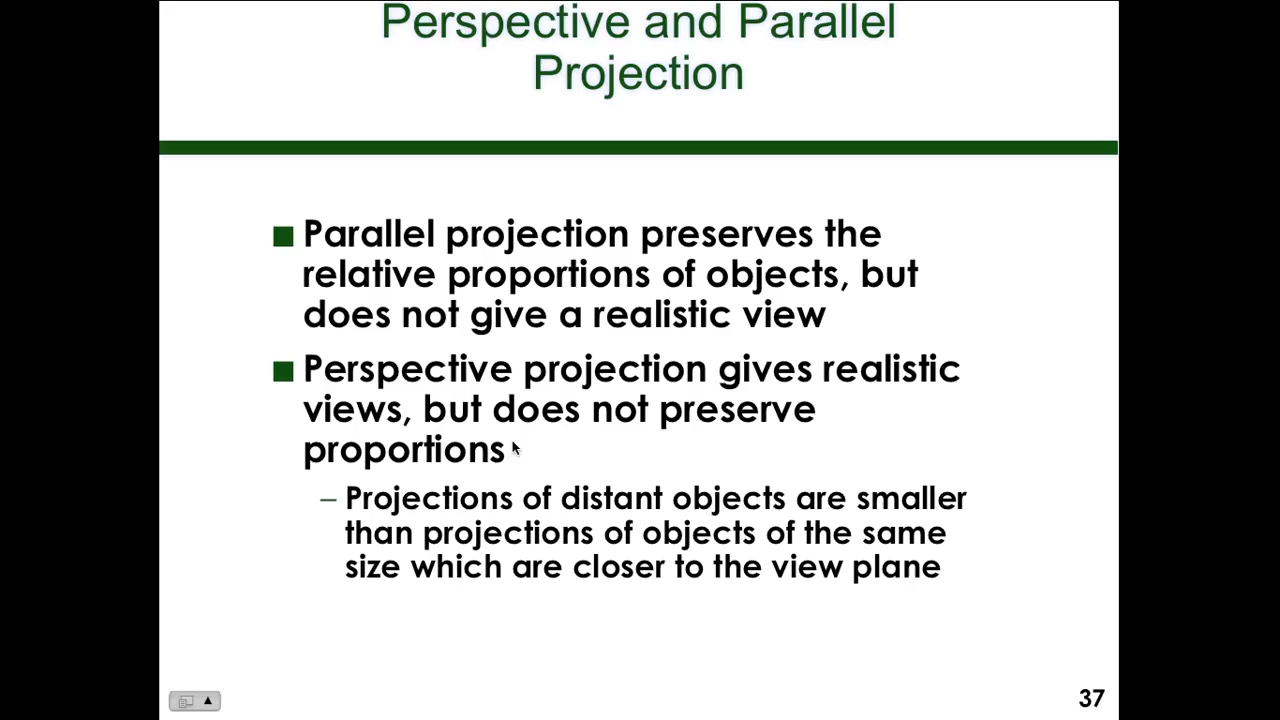 Perspective and Parallel
Projection
Parallel projection preserves the
relative proportions of objects, but
does not give a realistic view
Perspective projection gives realistic
views, but does not preserve
proportions
– Projections of distant objects are smaller
than projections of objects of the same
size which are closer to the view plane
37